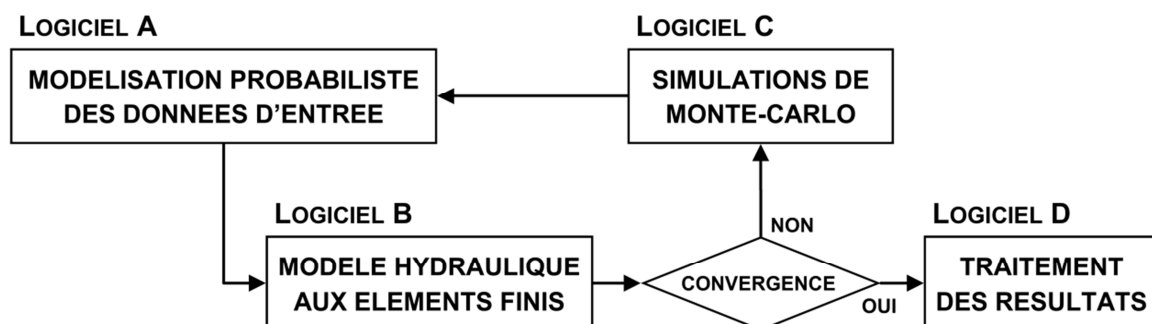 LOGICIEL A
MODELISATION PROBABILISTE
DES DONNEES D'ENTREE
LOGICIEL C
SIMULATIONS DE
MONTE-CARLO
LOGICIEL B
MODELE HYDRAULIQUE
AUX ELEMENTS FINIS
NON
CONVERGENCE
OUI
LOGICIEL D
TRAITEMENT
DES RESULTATS